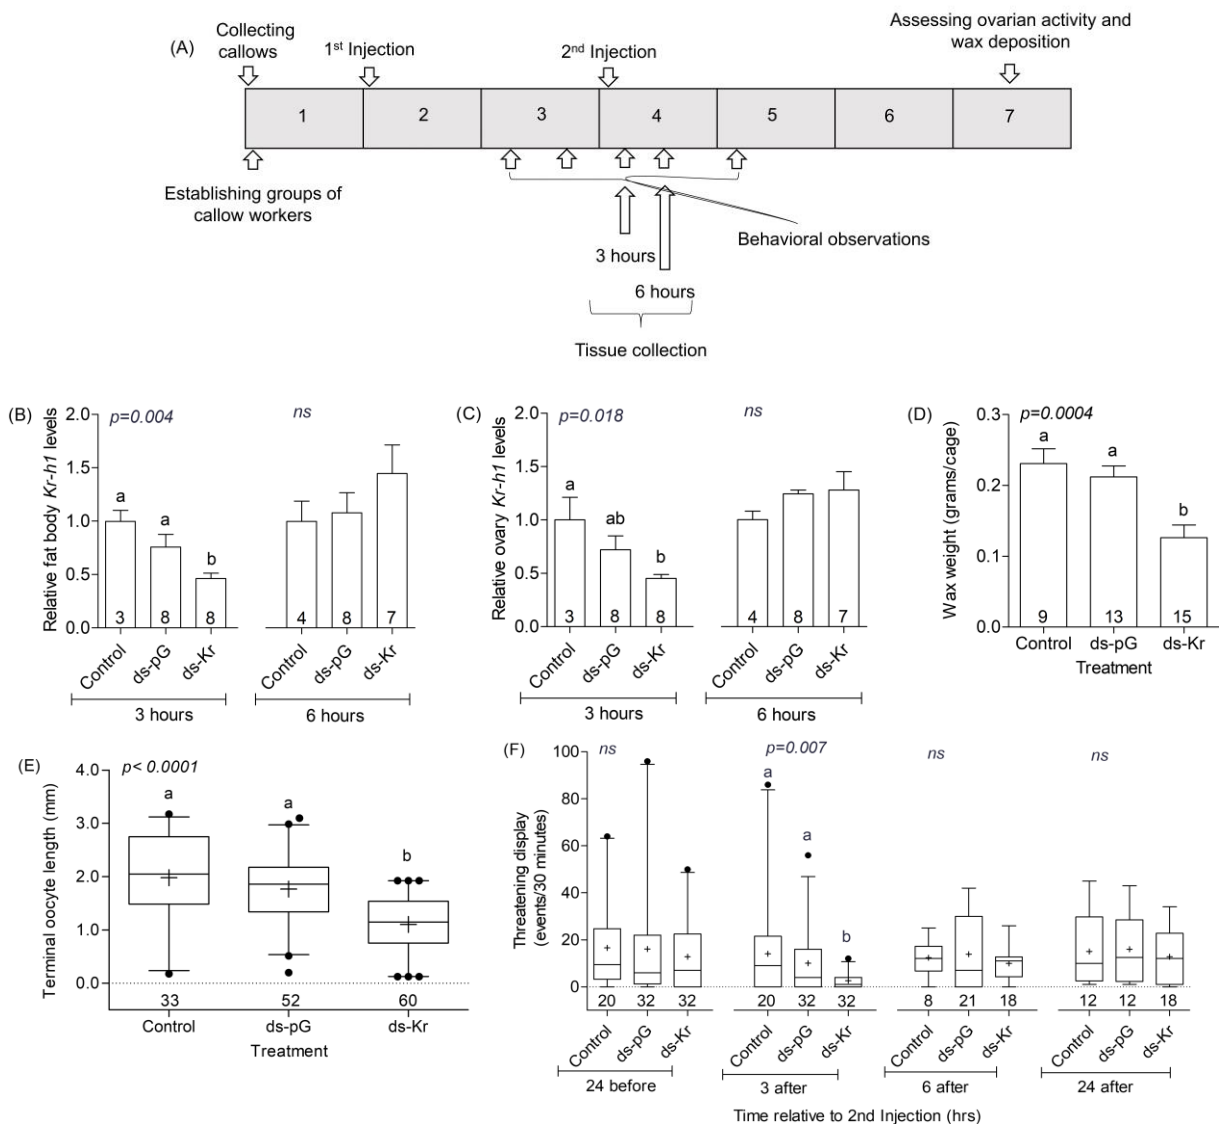 (A)
Collecting
callows
1st Injection
2nd Injection
Assessing ovarian activity and
wax deposition
1 2 3 4 5 6 7
Establishing groups of
callow workers
Behavioral observations
3 hours
6 hours
Tissue collection
(B)
Relative fat body Kr-h1 levels
2.0
1.5
1.0
0.5
0.0
p=0.004
ns
a
a
b
3 8 8 4 8 7
Control ds-pG ds-Kr Control ds-pG ds-Kr
3 hours 6 hours
(C)
Relative ovary Kr-h1 levels
2.0
1.5
1.0
0.5
0.0
p=0.018
ns
a
ab
b
3 8 8 4 8 7
Control ds-pG ds-Kr Control ds-pG ds-Kr
3 hours 6 hours
(D)
Wax weight (grams/cage)
0.3
0.2
0.1
0.0
p=0.0004
a a
b
9 13 15
Control ds-pG ds-Kr
Treatment
(E)
Terminal oocyte length (mm)
4.0
3.0
2.0
1.0
0.0
p< 0.0001
a a
b
33 52 60
Control ds-pG ds-Kr
Treatment
(F)
Threatening display
(events/30 minutes)
100
80
60
40
20
0
ns p=0.007 ns ns
a
a
b
20 32 32 20 32 32 8 21 18 12 12 18
Control ds-pG ds-Kr Control ds-pG ds-Kr Control ds-pG ds-Kr Control ds-pG ds-Kr
24 before 3 after 6 after 24 after
Time relative to 2nd Injection (hrs)